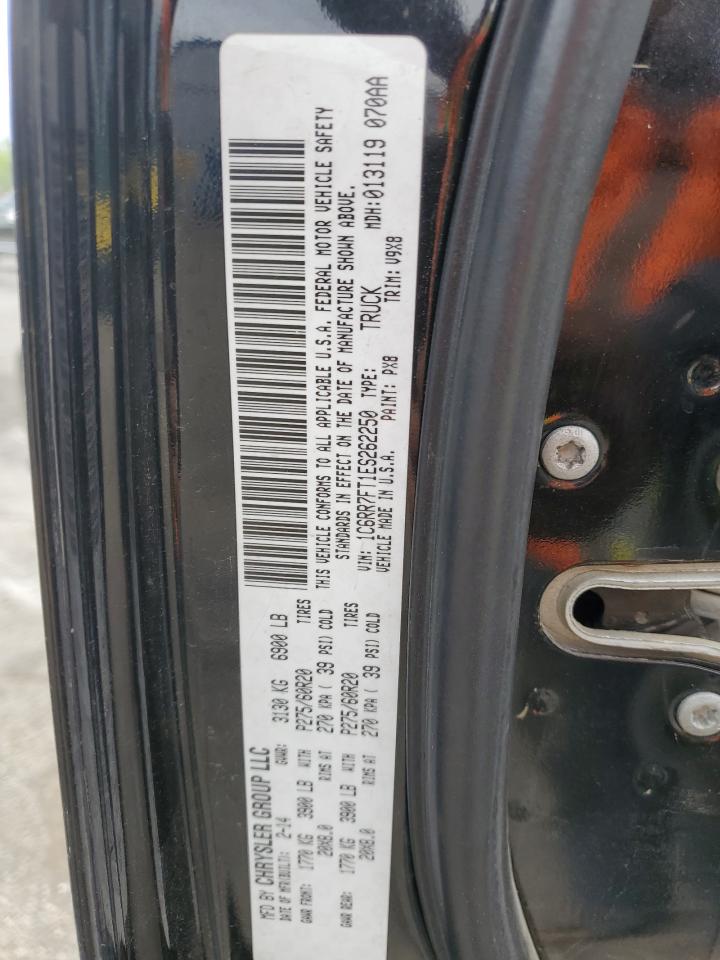 MFD BY CHRYSLER GROUP LLC
DATE OF MFR(BUILT): 2-14 GVWR: 3130 KG 6900 LB
GAWR FRONT: 1770 KG 3900 LB WITH P275/60R20 TIRES
20X8.0 RIMS AT 270 KPA ( 39 PSI) COLD
GAWR REAR: 1770 KG 3900 LB WITH P275/60R20 TIRES
20X8.0 RIMS AT 270 KPA ( 39 PSI) COLD
THIS VEHICLE CONFORMS TO ALL APPLICABLE U.S.A. FEDERAL MOTOR VEHICLE SAFETY
STANDARDS IN EFFECT ON THE DATE OF MANUFACTURE SHOWN ABOVE.
VIN: 1C6RR7FT1ES262250 TYPE: TRUCK MDH:013119 070AA
VEHICLE MADE IN U.S.A. PAINT: PX8 TRIM: V9X8